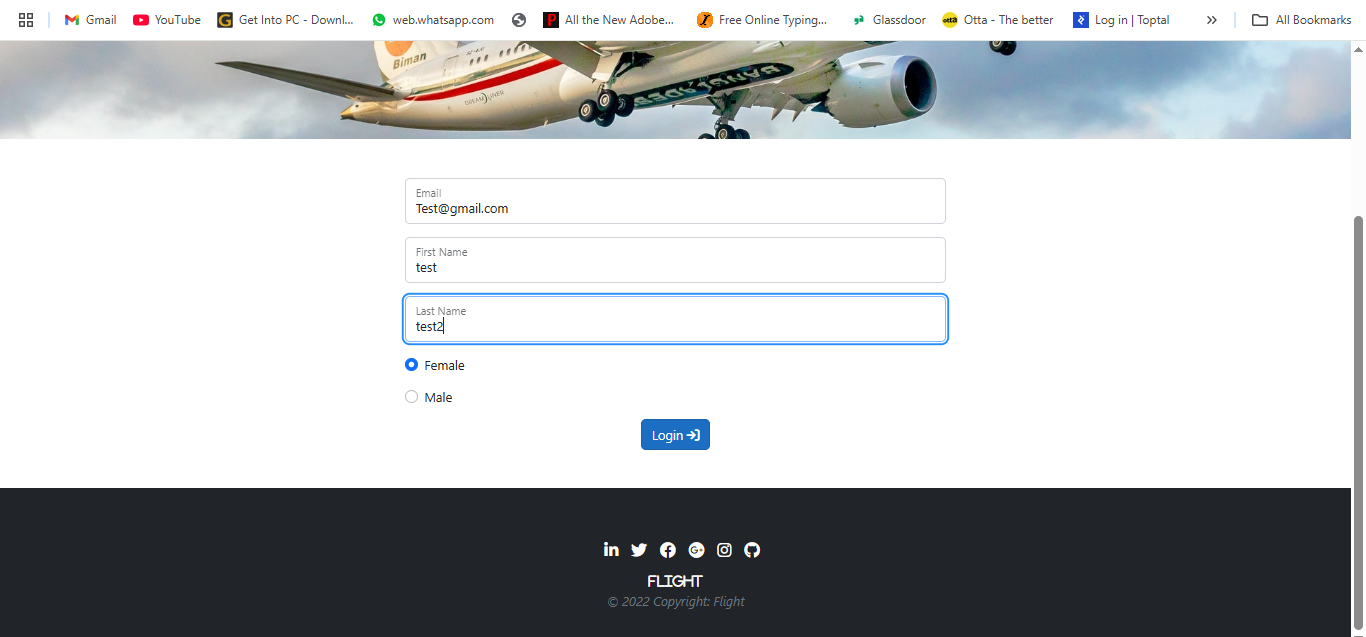 Gmail YouTube Get Into PC - Downl... web.whatsapp.com All the New Adobe... Free Online Typing... Glassdoor Otta - The better Log in | Toptal » All Bookmarks
Biman
DREAMLINER
Email
Test@gmail.com
First Name
test
Last Name
test2
Female
Male
Login
FLIGHT
© 2022 Copyright: Flight